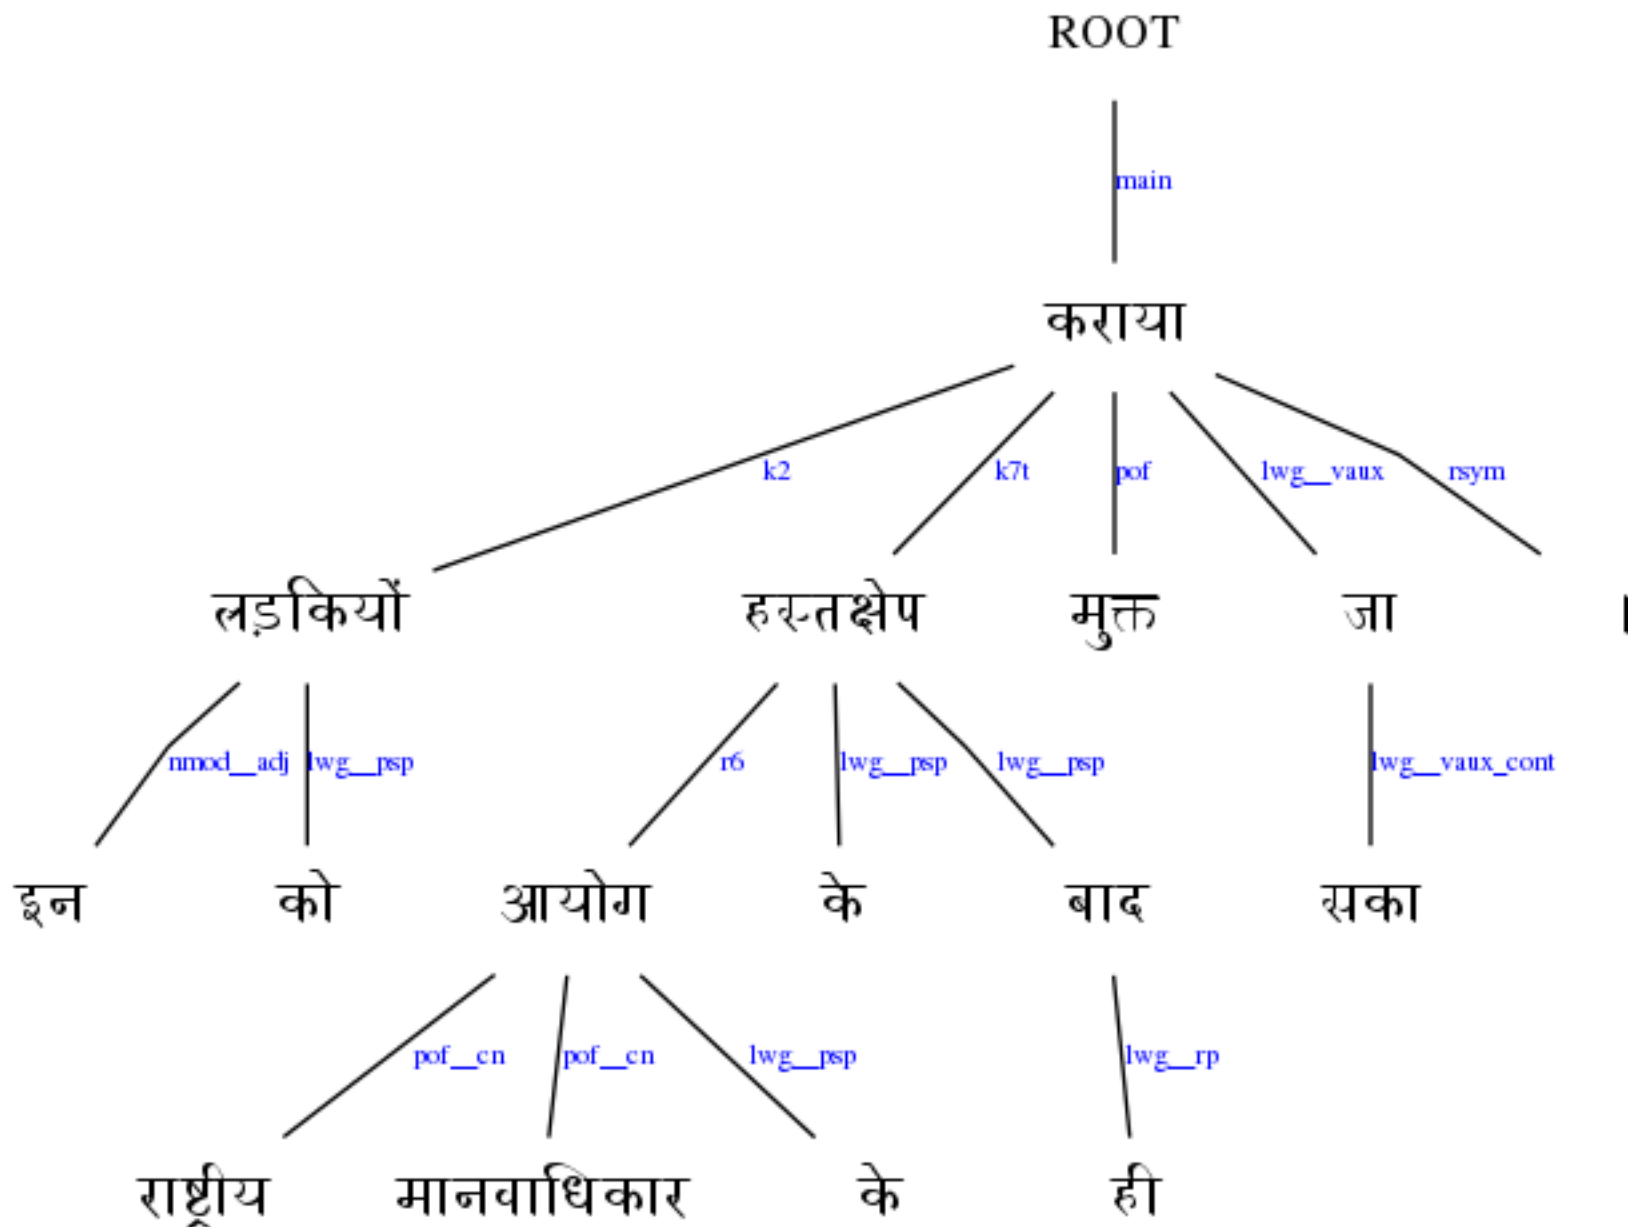 ROOT
main
कराया
k2 k7t pof lwg__vaux rsym
लड़कियों हस्तक्षेप मुक्त जा ।
nmod__adj lwg__psp r6 lwg__psp lwg__psp lwg__vaux_cont
इन को आयोग के बाद सका
pof__cn pof__cn lwg__psp lwg__rp
राष्ट्रीय मानवाधिकार के ही